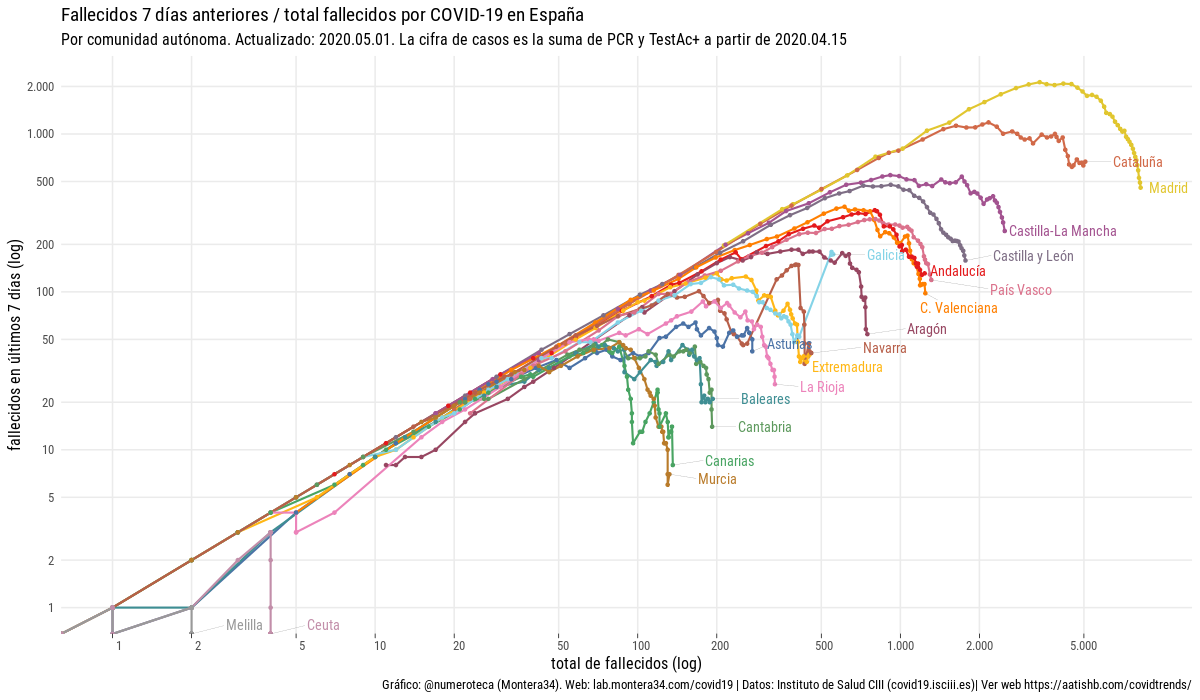 Fallecidos 7 días anteriores / total fallecidos por COVID-19 en España
Por comunidad autónoma. Actualizado: 2020.05.01. La cifra de casos es la suma de PCR y TestAc+ a partir de 2020.04.15
fallecidos en últimos 7 días (log)
2.000
1.000
500
200
100
50
20
10
5
2
1
Cataluña
Madrid
Castilla-La Mancha
Galicia
Castilla y León
Andalucía
País Vasco
C. Valenciana
Aragón
Asturias
Navarra
Extremadura
La Rioja
Baleares
Cantabria
Canarias
Murcia
Melilla
Ceuta
1 2 5 10 20 50 100 200 500 1.000 2.000 5.000
total de fallecidos (log)
Gráfico: @numeroteca (Montera34). Web: lab.montera34.com/covid19 | Datos: Instituto de Salud CIII (covid19.isciii.es)| Ver web https://aatishb.com/covidtrends/